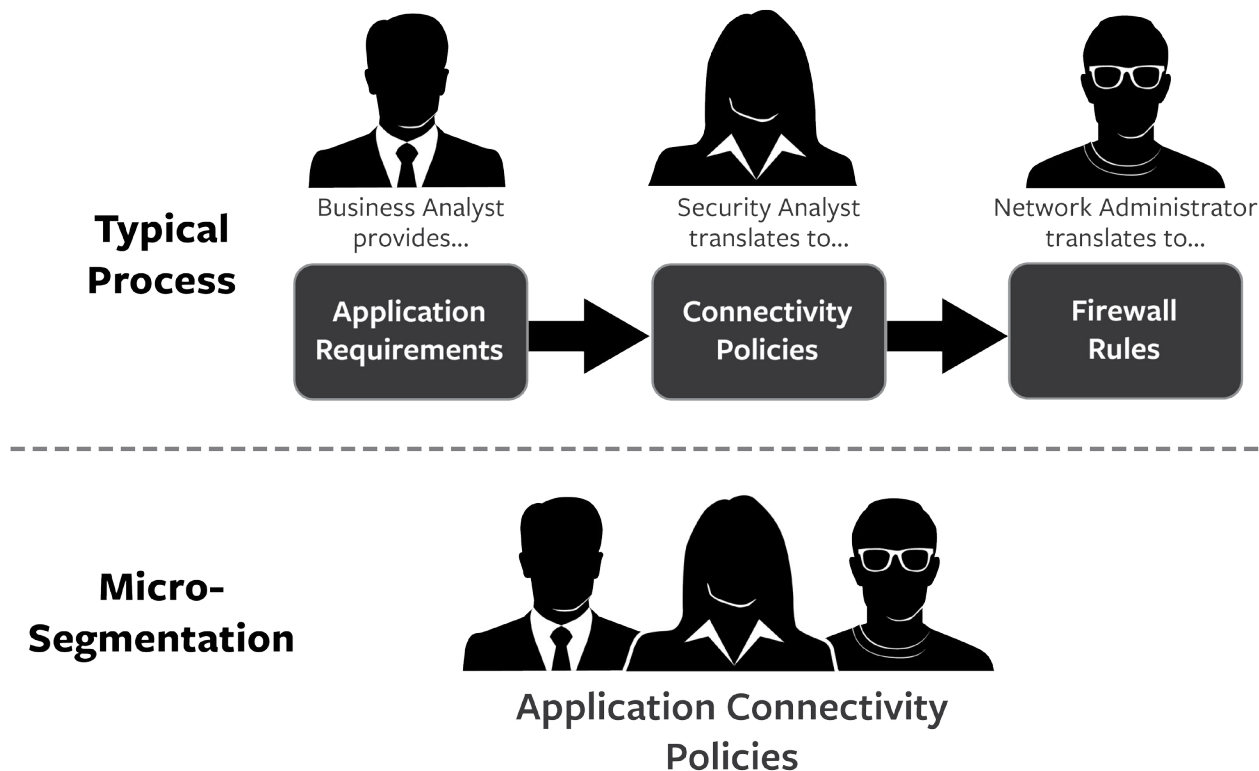 Typical
Process
Business Analyst
provides...
Security Analyst
translates to...
Network Administrator
translates to...
Application
Requirements
Connectivity
Policies
Firewall
Rules
Micro-
Segmentation
Application Connectivity
Policies